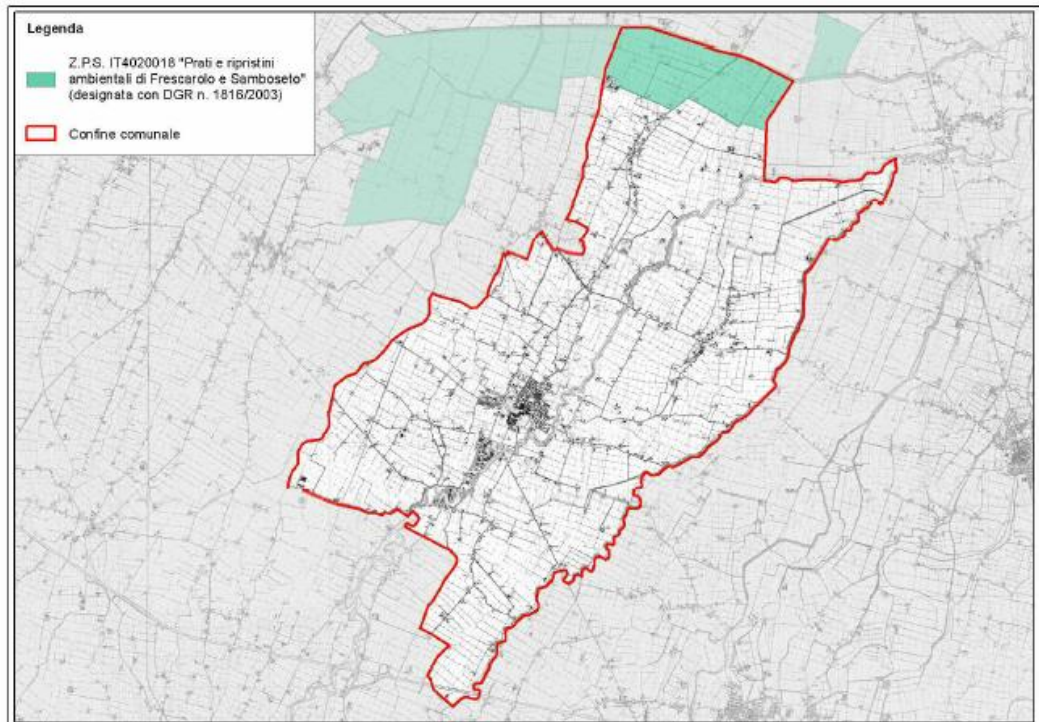 Legenda
Z.P.S. IT4020018 "Prati e ripristini
ambientali di Frescarolo e Samboseto"
(designata con DGR n. 1816/2003)
Confine comunale